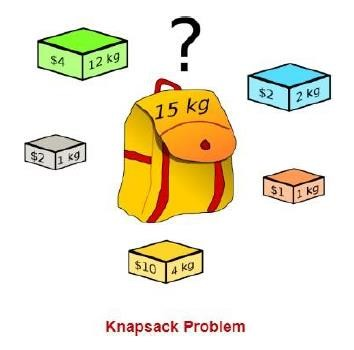 ?
$4 12 kg
15 kg
$2 2 kg
$2 1 kg
$1 1 kg
$10 4 kg
Knapsack Problem